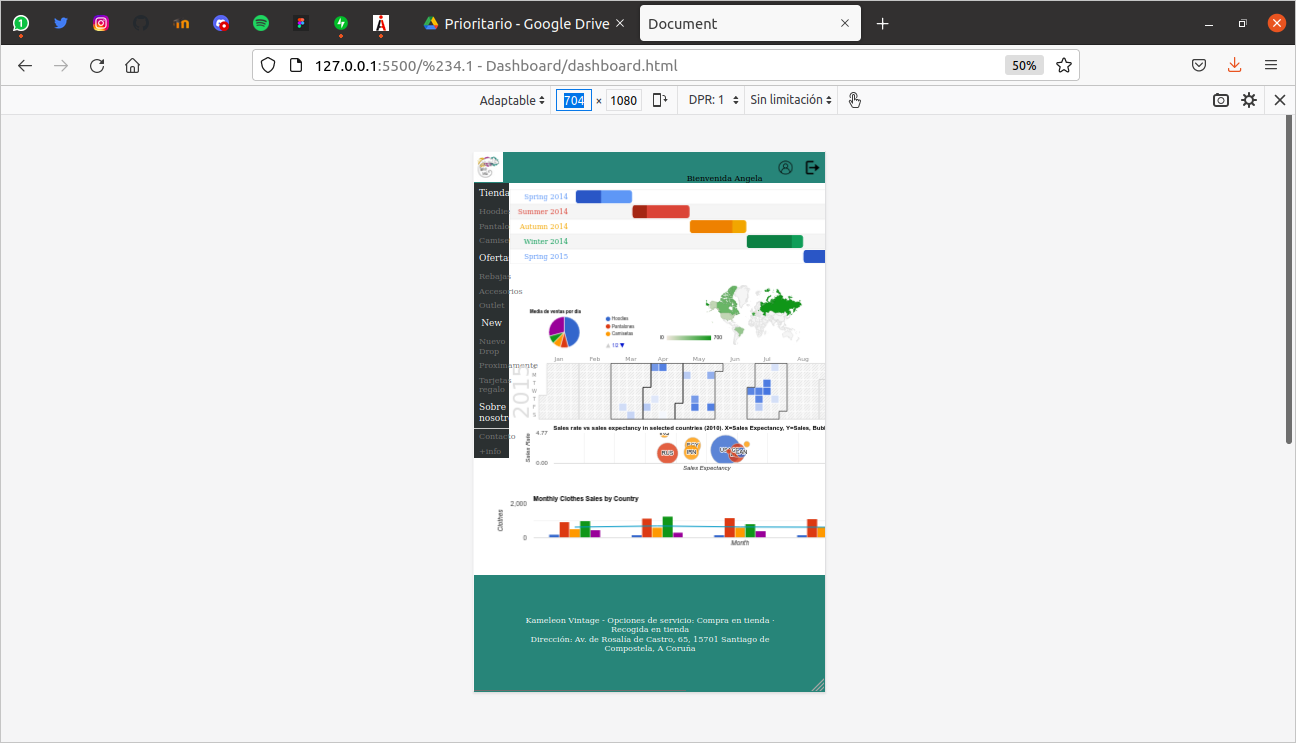 Prioritario - Google Drive
Document
127.0.0.1:5500/%234.1 - Dashboard/dashboard.html
50%
Adaptable
704 × 1080
DPR: 1
Sin limitación
Bienvenida Angela
Tienda
Hoodie
Pantalo
Camise
Oferta
Rebajas
Accesorios
Outlet
New
Nuevo
Drop
Proximamente
Tarjetas
regalo
Sobre
nosotr
Contacto
+info
Spring 2014
Summer 2014
Autumn 2014
Winter 2014
Spring 2015
Media de ventas por dia
Hoodies
Pantalones
Camisetas
1/2
700
Jan Feb Mar Apr May Jun Jul Aug
2015
M
T
W
T
F
S
Sales rate vs sales expectancy in selected countries (2010). X=Sales Expectancy, Y=Sales, Bubl
Sales Rate
4.77
0.00
RUS
EGY
IRN
Sales Expectancy
Monthly Clothes Sales by Country
Clothes
2,000
0
Month
Kameleon Vintage - Opciones de servicio: Compra en tienda ·
Recogida en tienda
Dirección: Av. de Rosalía de Castro, 65, 15701 Santiago de
Compostela, A Coruña